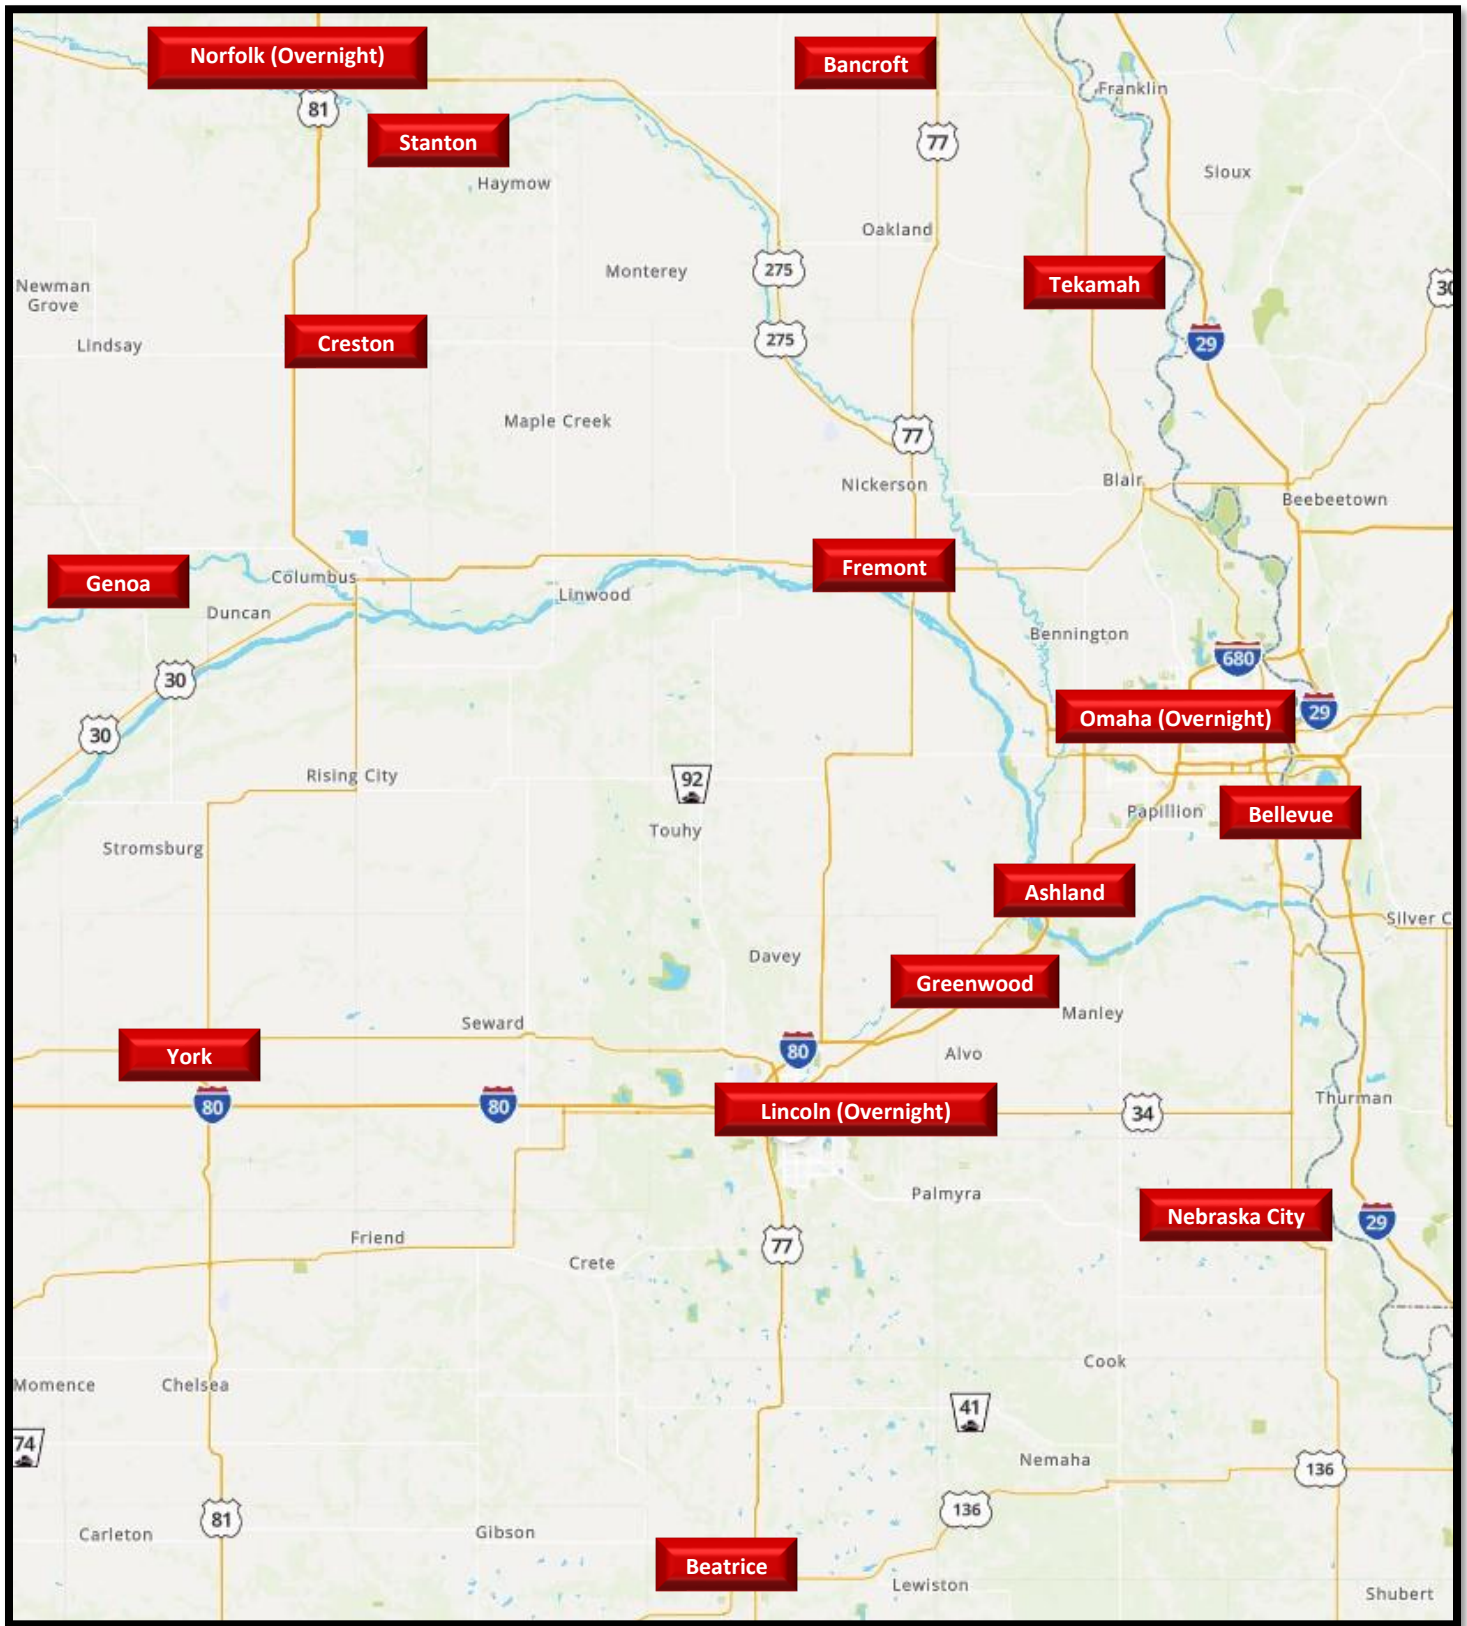 Norfolk (Overnight)
Bancroft
Franklin
81
Stanton
77
Sioux
Haymow
Oakland
275
Monterey
Tekamah
Newman
Grove
30
275
29
Creston
Lindsay
Maple Creek
77
Nickerson
Blair
Beebeetown
Genoa
Columbus
Fremont
Linwood
Duncan
Bennington
680
30
Omaha (Overnight)
29
30
Rising City
92
Papillion
Bellevue
Touhy
Stromsburg
Ashland
Silver C
Davey
Greenwood
Manley
Seward
York
80
Alvo
80
80
Lincoln (Overnight)
34
Thurman
Palmyra
Nebraska City
29
Friend
77
Crete
Cook
Momence
Chelsea
41
74
Nemaha
136
81
136
Carleton
Gibson
Beatrice
Lewiston
Shubert